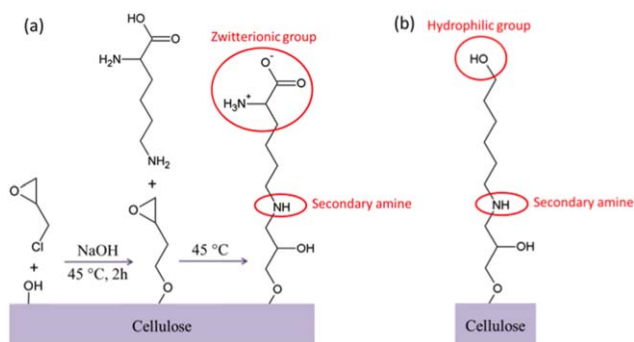 (a)
HO
O
H₂N
NH₂
+
O
Cl
+
OH
NaOH
45 °C, 2h
O
O
45 °C
Zwitterionic group
O⁻
O
H₃N⁺
NH
Secondary amine
OH
O
Cellulose
(b)
Hydrophilic group
HO
NH
Secondary amine
OH
O
Cellulose